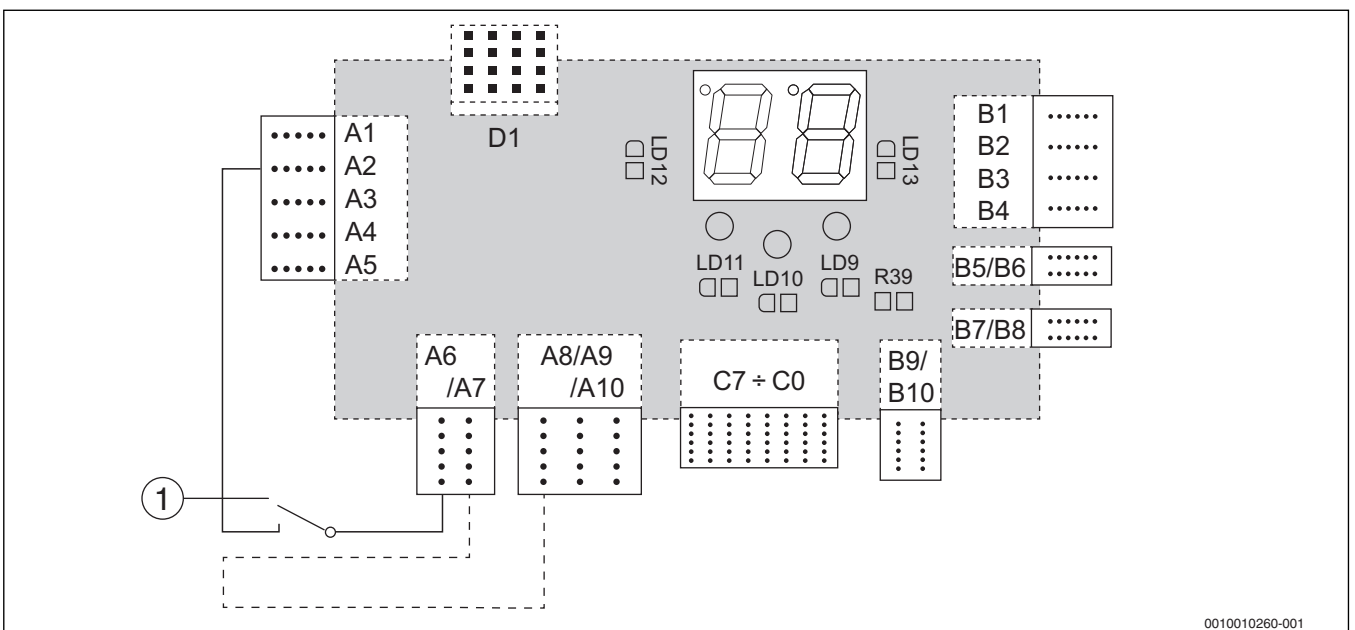 D1
A1
A2
A3
A4
A5
LD12
LD13
LD11
LD10
LD9
R39
B1
B2
B3
B4
B5/B6
B7/B8
A6
/A7
A8/A9
/A10
C7 ÷ C0
B9/
B10
1
0010010260-001